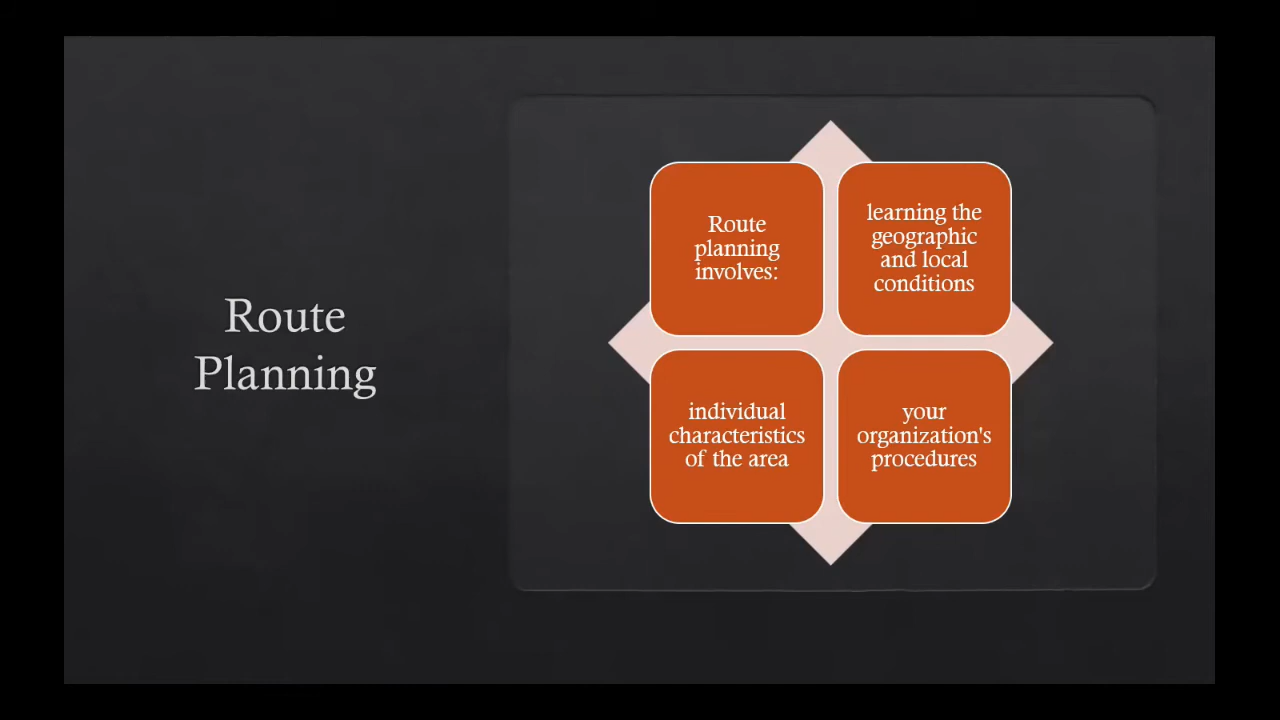 Route
Planning
Route
planning
involves:
learning the
geographic
and local
conditions
individual
characteristics
of the area
your
organization's
procedures